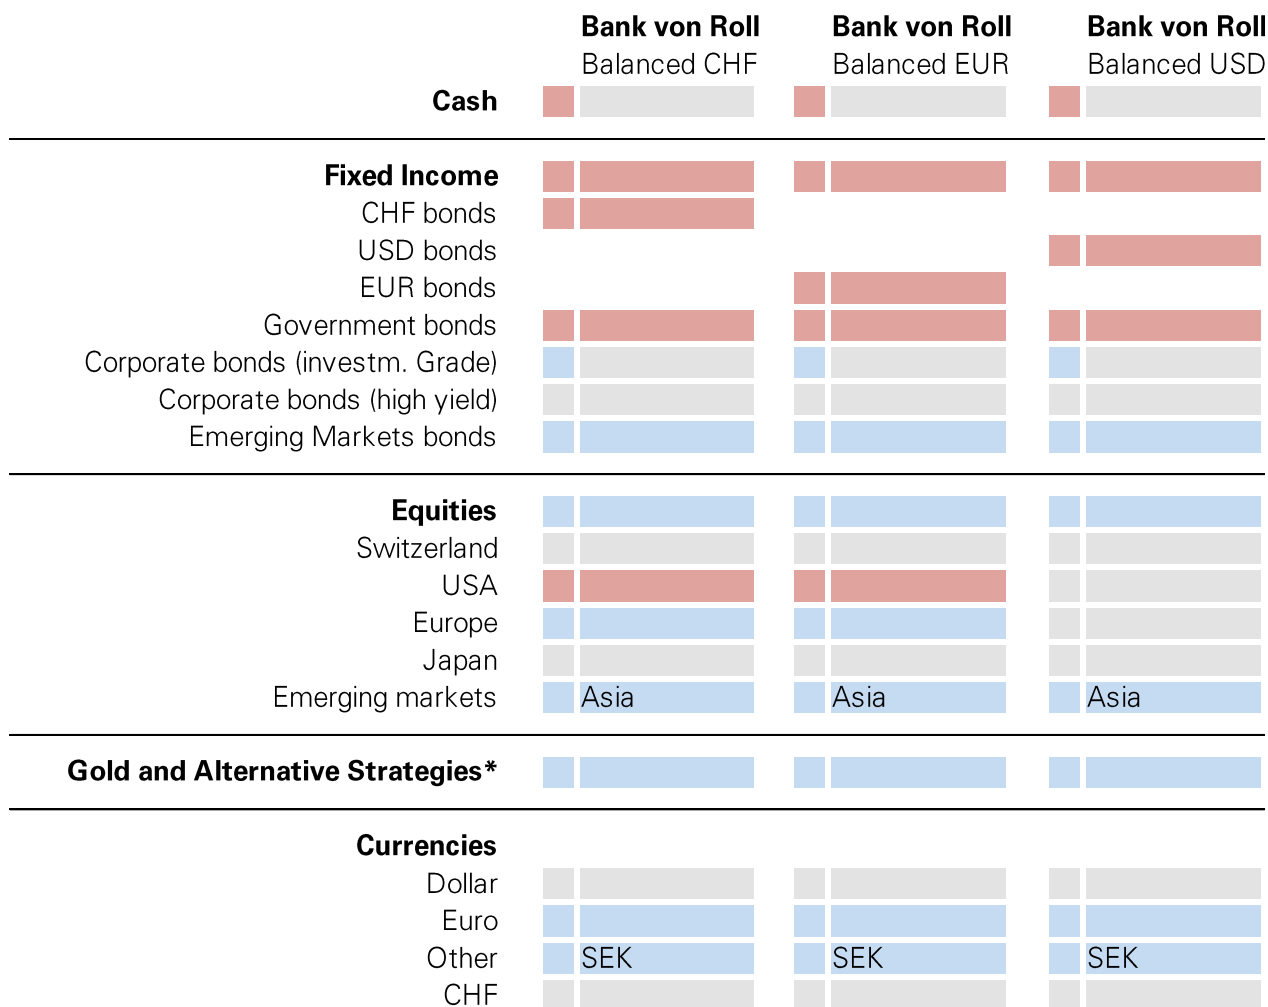 Bank von Roll Bank von Roll Bank von Roll
Balanced CHF Balanced EUR Balanced USD
Cash
Fixed Income
CHF bonds
USD bonds
EUR bonds
Government bonds
Corporate bonds (investm. Grade)
Corporate bonds (high yield)
Emerging Markets bonds
Equities
Switzerland
USA
Europe
Japan
Emerging markets Asia Asia Asia
Gold and Alternative Strategies*
Currencies
Dollar
Euro
Other SEK SEK SEK
CHF